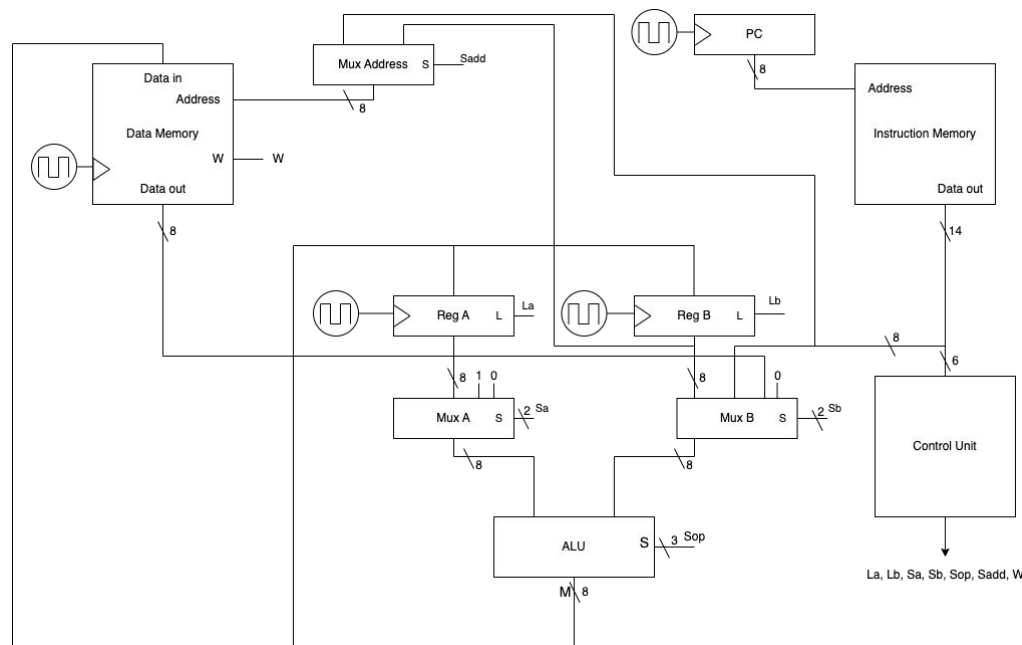 PC
Sadd
Mux Address
S
8
8
Data in
Address
Data Memory
W
W
Data out
8
Address
Instruction Memory
Data out
14
La
Reg A
L
Lb
Reg B
L
8
6
8
1
0
8
0
Mux A
S
2
Sa
Mux B
S
2
Sb
Control Unit
8
8
ALU
S
3
Sop
M
8
La, Lb, Sa, Sb, Sop, Sadd, W